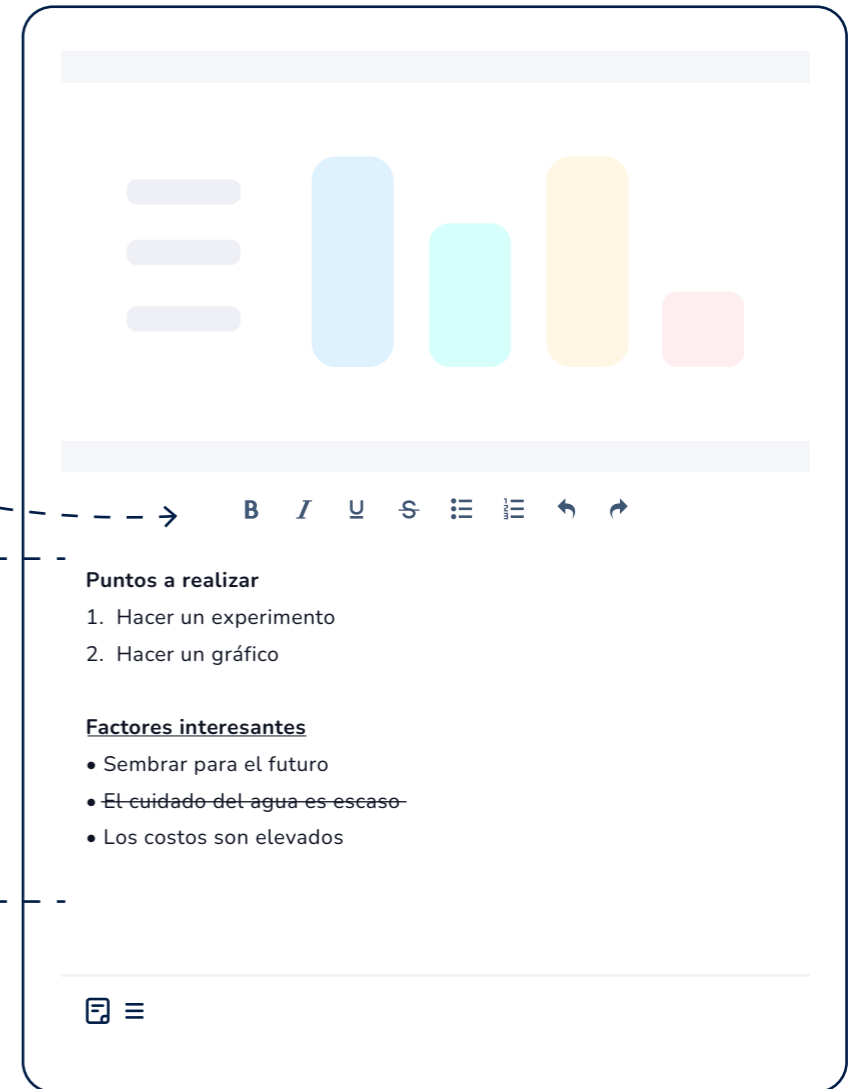 B I U S
Puntos a realizar
1. Hacer un experimento
2. Hacer un gráfico
Factores interesantes
• Sembrar para el futuro
• El cuidado del agua es escaso
• Los costos son elevados